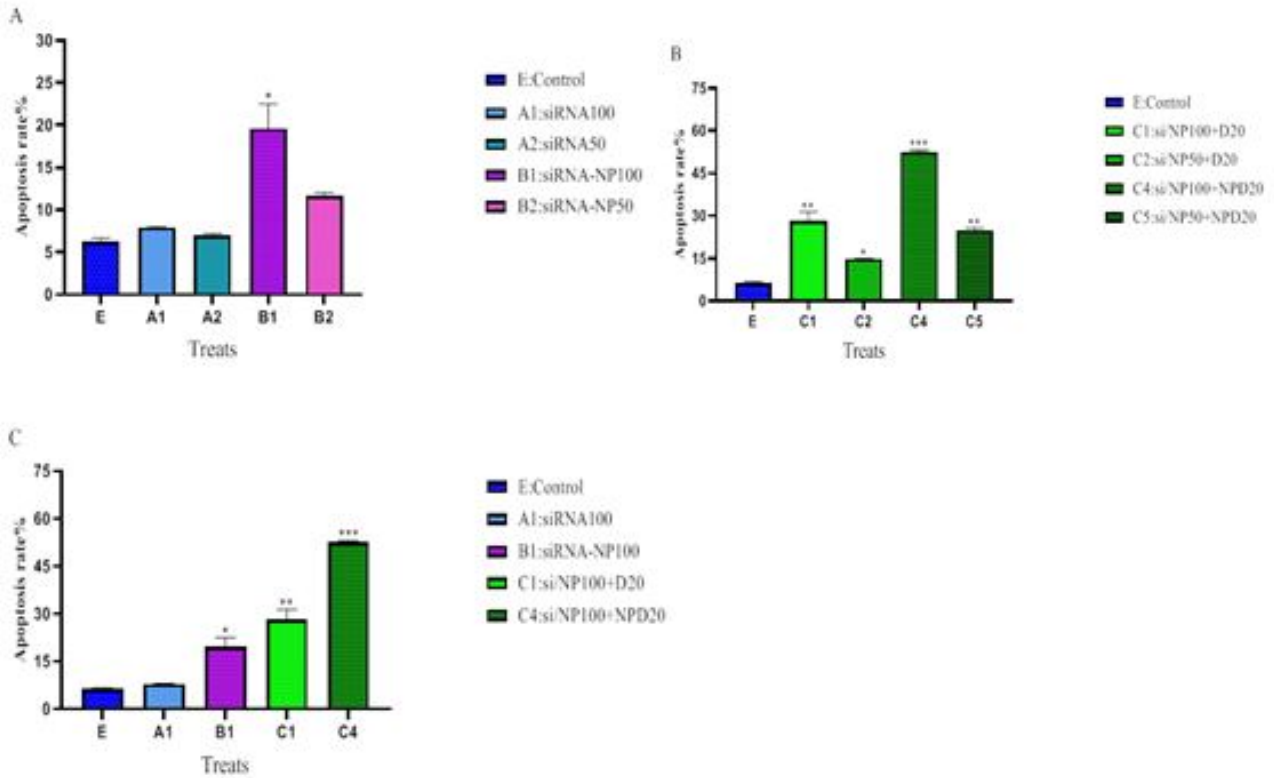 A
30
25
20
15
10
5
0
Apoptosis rate%
*
E A1 A2 B1 B2
Treats
E:Control
A1:siRNA100
A2:siRNA50
B1:siRNA-NP100
B2:siRNA-NP50
B
75
60
45
30
15
0
Apoptosis rate%
** * *** **
E C1 C2 C4 C5
Treats
E:Control
C1:si/NP100+D20
C2:si/NP50+D20
C4:si/NP100+NPD20
C5:si/NP50+NPD20
C
75
60
45
30
15
0
Apoptosis rate%
* ** ***
E A1 B1 C1 C4
Treats
E:Control
A1:siRNA100
B1:siRNA-NP100
C1:si/NP100+D20
C4:si/NP100+NPD20